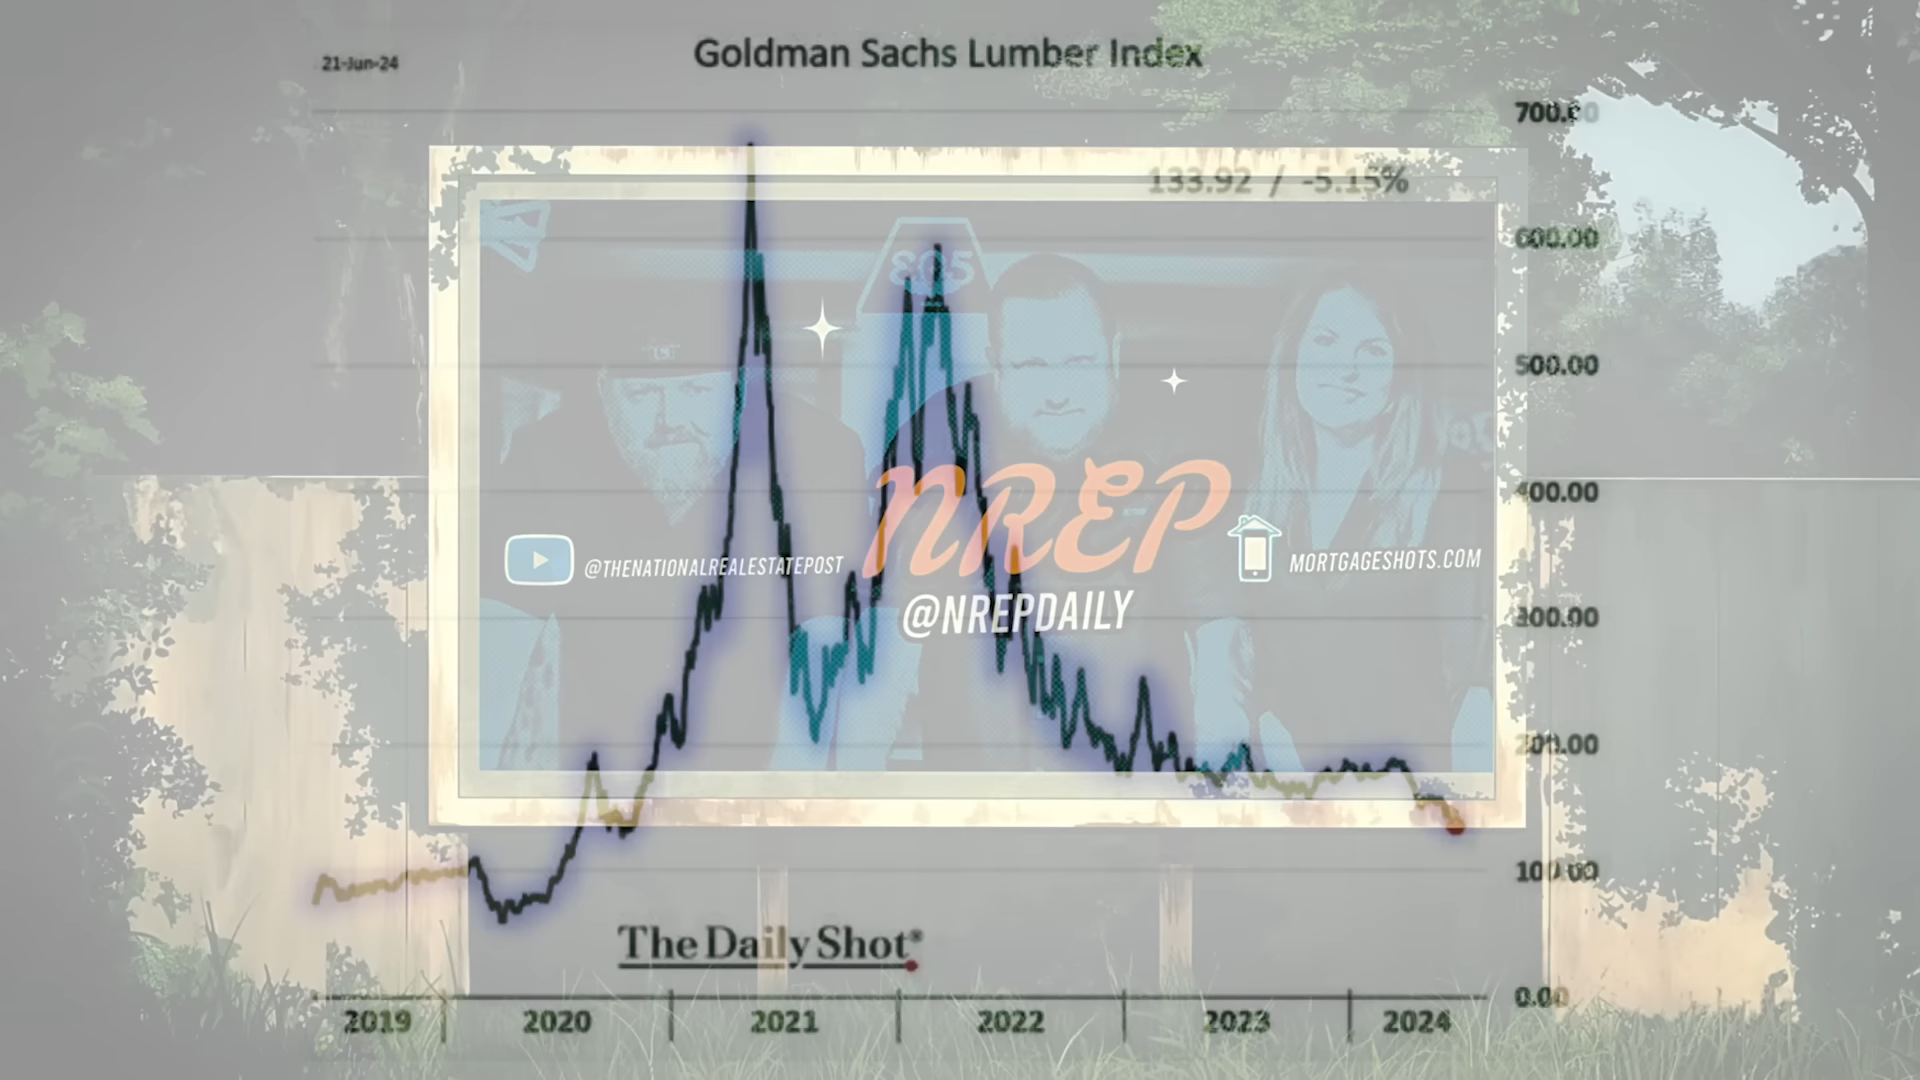 21-Jun-24
Goldman Sachs Lumber Index
700.00
133.92 / -5.15%
600.00
805
500.00
400.00
NREP
@THENATIONALREALESTATEPOST
MORTGAGESHOTS.COM
@NREPDAILY
300.00
200.00
100.00
The Daily Shot®
0.00
2019
2020
2021
2022
2023
2024